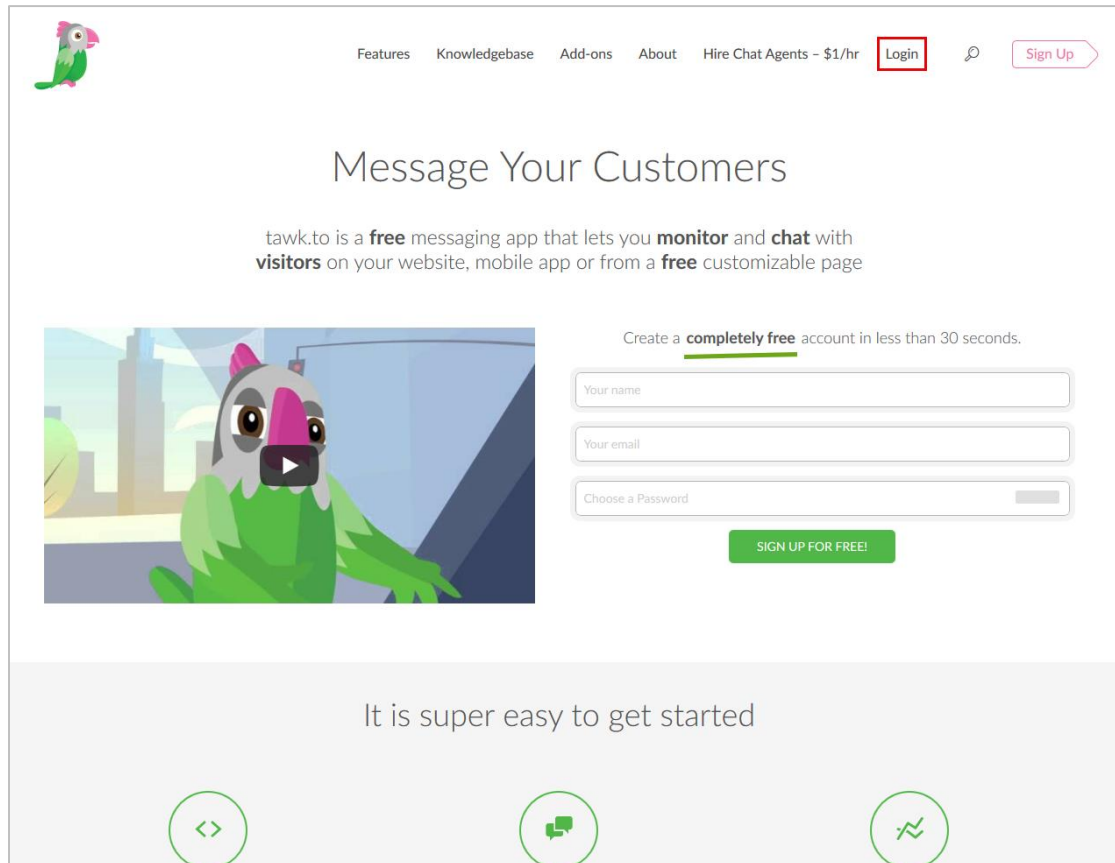 Features Knowledgebase Add-ons About Hire Chat Agents – $1/hr Login Sign Up
Message Your Customers
tawk.to is a free messaging app that lets you monitor and chat with
visitors on your website, mobile app or from a free customizable page
Create a completely free account in less than 30 seconds.
Your name
Your email
Choose a Password
SIGN UP FOR FREE!
It is super easy to get started